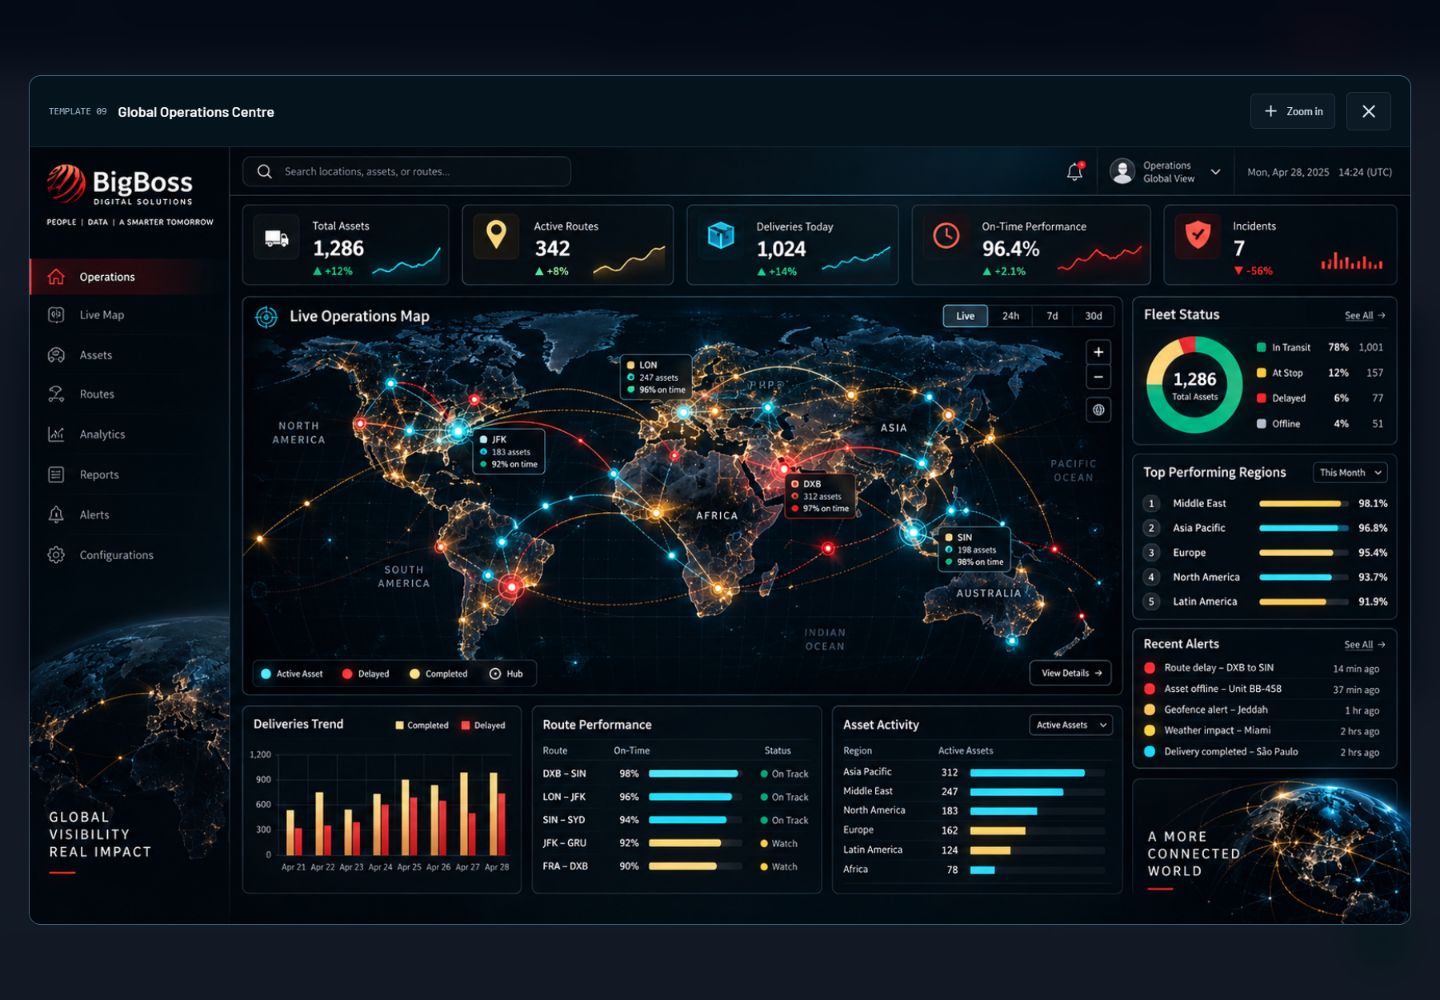 TEMPLATE 09 Global Operations Centre
Zoom in
BigBoss
DIGITAL SOLUTIONS
PEOPLE | DATA | A SMARTER TOMORROW
Search locations, assets, or routes...
Operations
Global View
Mon, Apr 28, 2025 14:24 (UTC)
Operations
Live Map
Assets
Routes
Analytics
Reports
Alerts
Configurations
GLOBAL
VISIBILITY
REAL IMPACT
Total Assets
1,286
▲ +12%
Active Routes
342
▲ +8%
Deliveries Today
1,024
▲ +14%
On-Time Performance
96.4%
▲ +2.1%
Incidents
7
▼ -56%
Live Operations Map
Live 24h 7d 30d
+
−
NORTH
AMERICA
SOUTH
AMERICA
AFRICA
ASIA
AUSTRALIA
PACIFIC
OCEAN
INDIAN
OCEAN
LON
247 assets
96% on time
JFK
183 assets
92% on time
DXB
312 assets
97% on time
SIN
198 assets
98% on time
Active Asset Delayed Completed Hub
View Details →
Fleet Status See All →
1,286
Total Assets
In Transit 78% 1,001
At Stop 12% 157
Delayed 6% 77
Offline 4% 51
Top Performing Regions This Month
1 Middle East 98.1%
2 Asia Pacific 96.8%
3 Europe 95.4%
4 North America 93.7%
5 Latin America 91.9%
Recent Alerts See All →
Route delay – DXB to SIN 14 min ago
Asset offline – Unit BB-458 37 min ago
Geofence alert – Jeddah 1 hr ago
Weather impact – Miami 2 hrs ago
Delivery completed – São Paulo 2 hrs ago
Deliveries Trend Completed Delayed
1,200
900
600
300
0
Apr 21 Apr 22 Apr 23 Apr 24 Apr 25 Apr 26 Apr 27 Apr 28
Route Performance
Route On-Time Status
DXB – SIN 98% On Track
LON – JFK 96% On Track
SIN – SYD 94% On Track
JFK – GRU 92% Watch
FRA – DXB 90% Watch
Asset Activity Active Assets
Region Active Assets
Asia Pacific 312
Middle East 247
North America 183
Europe 162
Latin America 124
Africa 78
A MORE
CONNECTED
WORLD